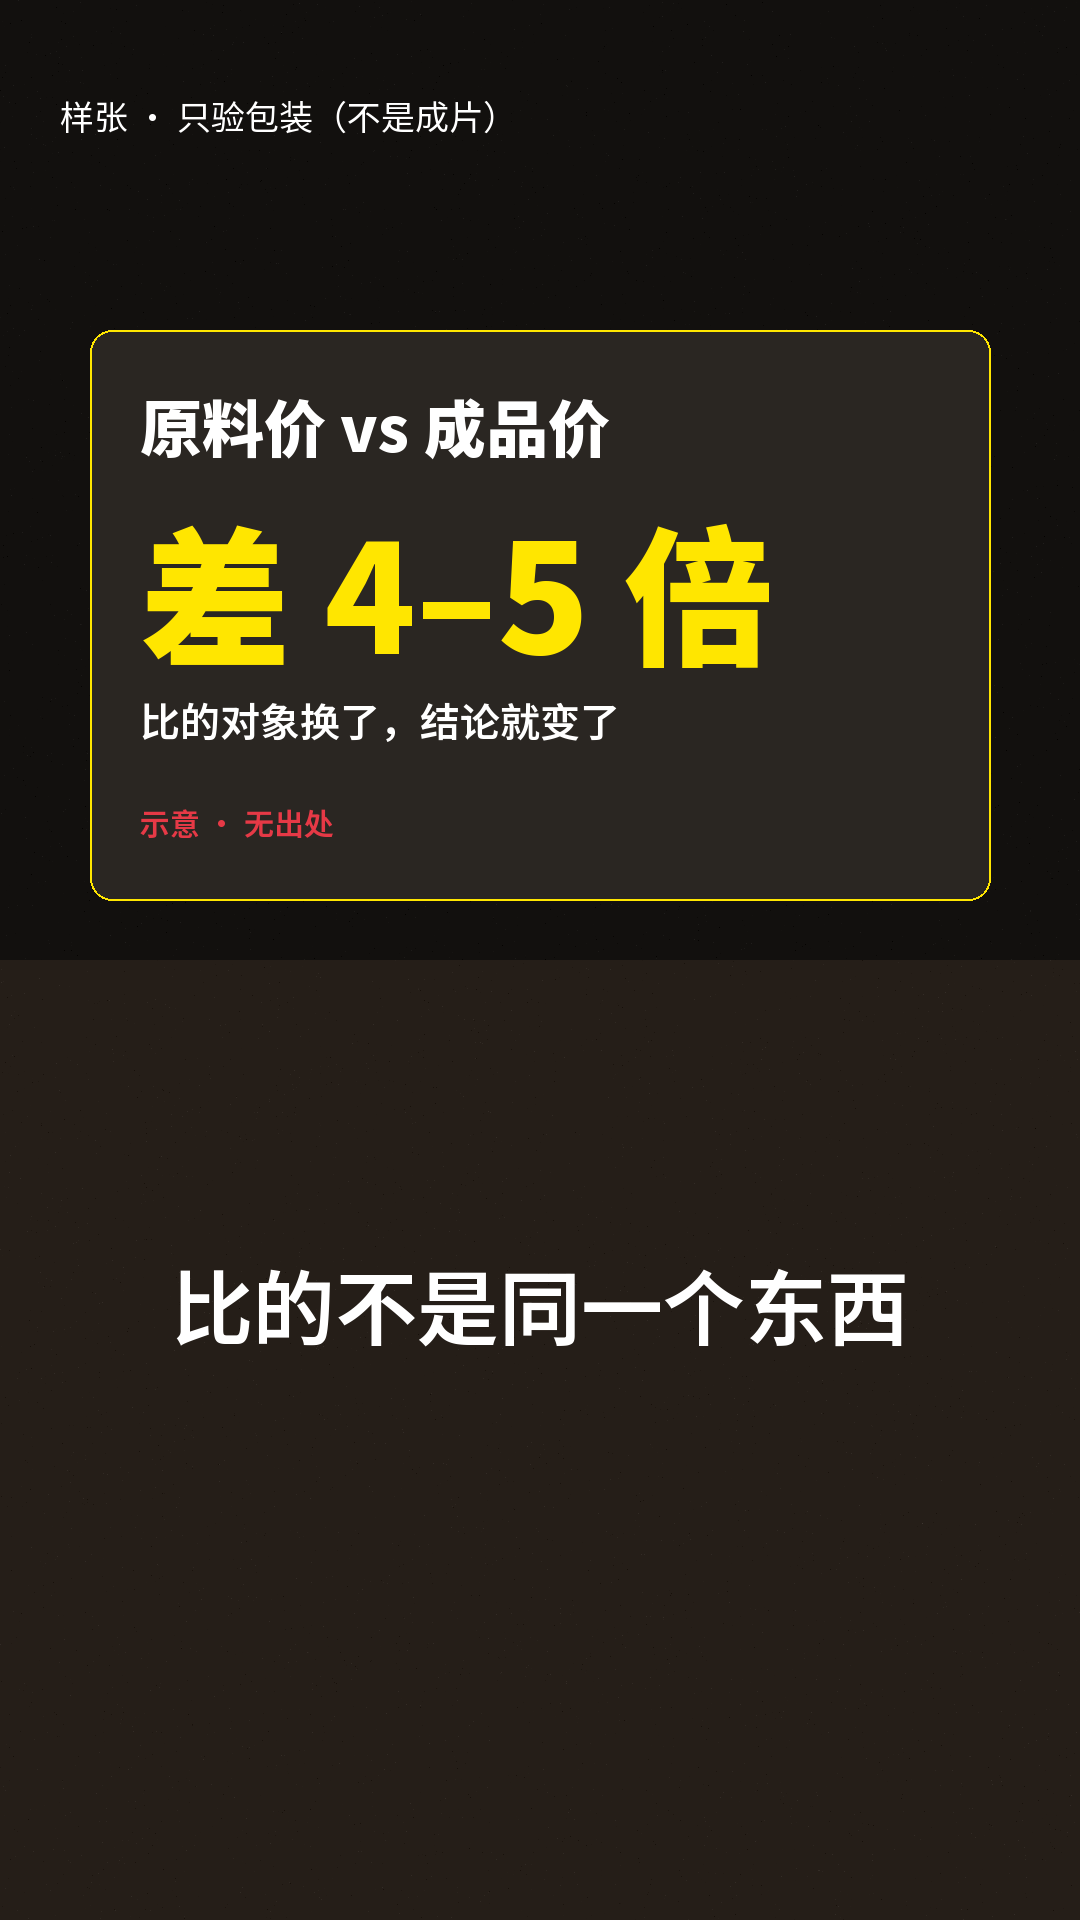 样张 · 只验包装（不是成片）
原料价 vs 成品价
差 4–5 倍
比的对象换了，结论就变了
示意 · 无出处
比的不是同一个东西